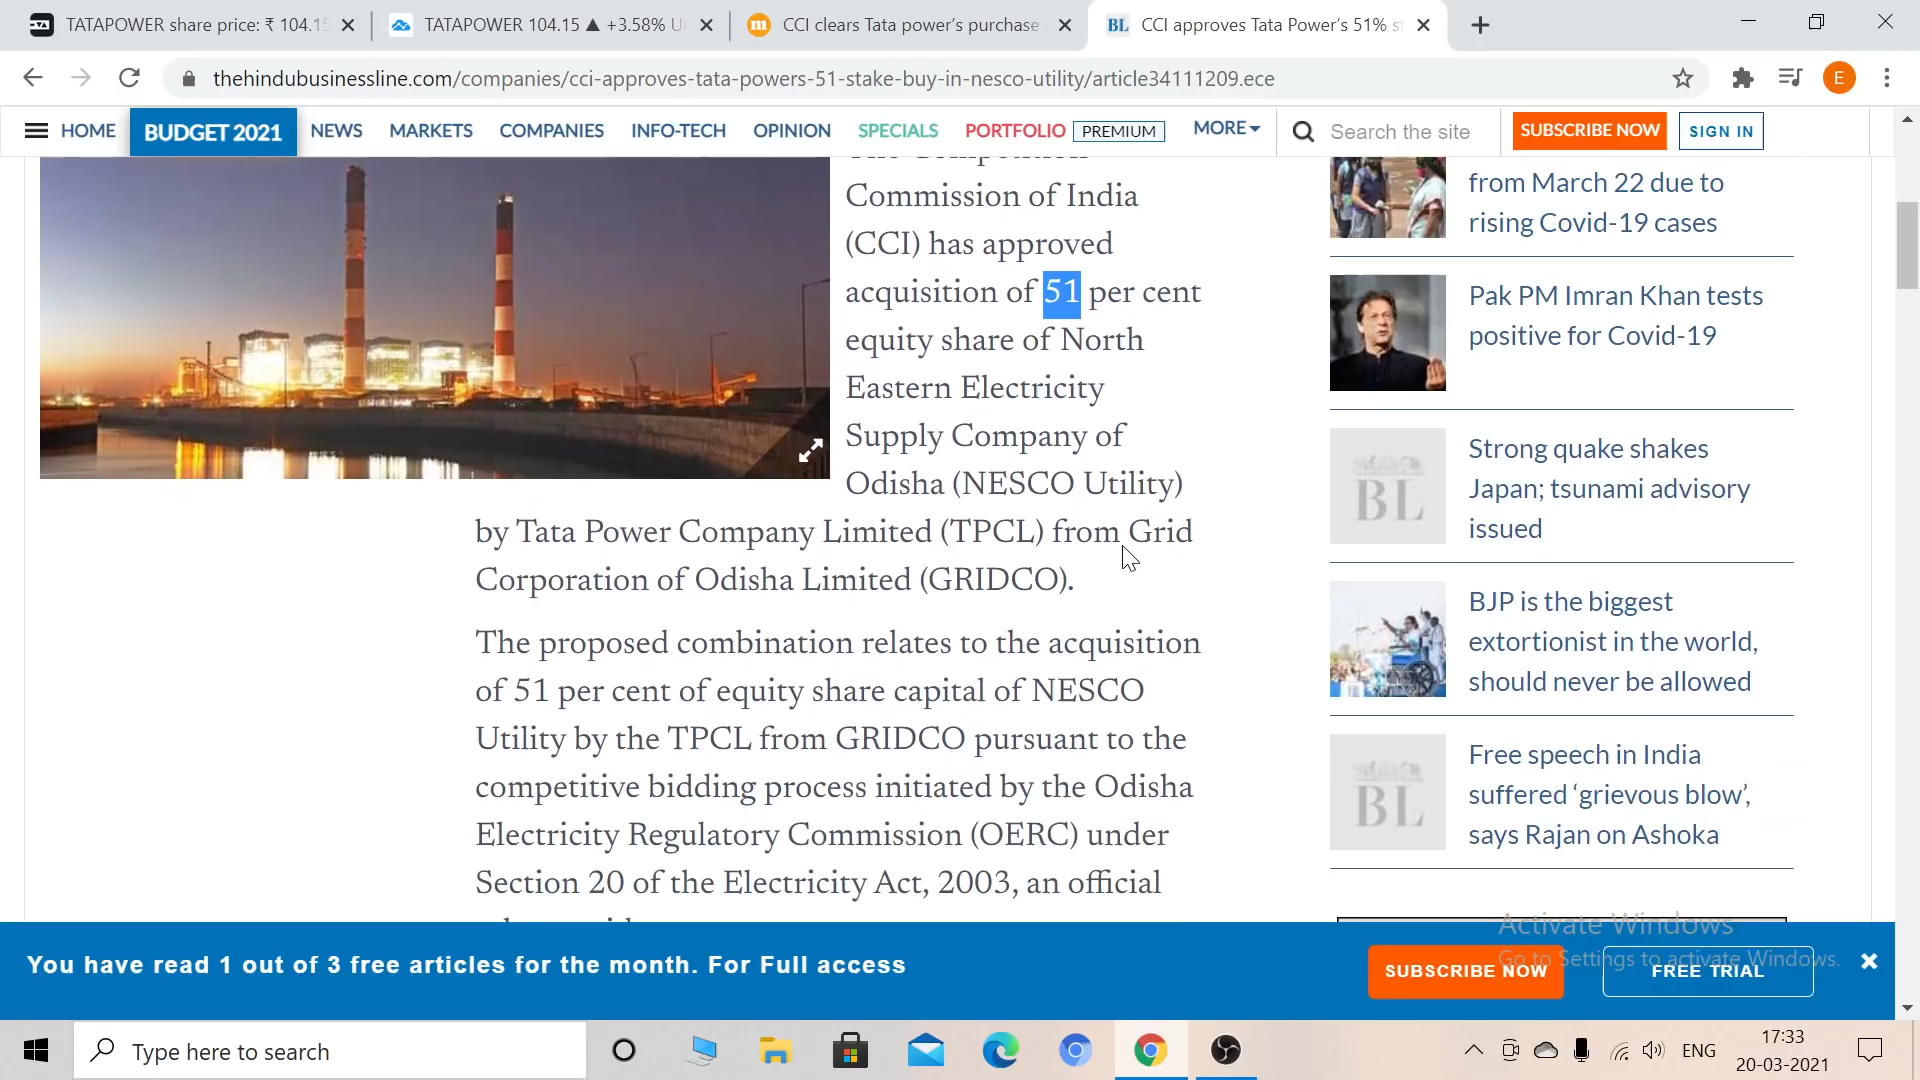 TATAPOWER share price: ₹ 104.15
TATAPOWER 104.15 ▲ +3.58% U
CCI clears Tata power's purchase
BL CCI approves Tata Power's 51% st
thehindubusinessline.com/companies/cci-approves-tata-powers-51-stake-buy-in-nesco-utility/article34111209.ece
E
HOME BUDGET 2021 NEWS MARKETS COMPANIES INFO-TECH OPINION SPECIALS PORTFOLIO PREMIUM MORE Search the site SUBSCRIBE NOW SIGN IN
The Competition
Commission of India
(CCI) has approved
acquisition of 51 per cent
equity share of North
Eastern Electricity
Supply Company of
Odisha (NESCO Utility)
by Tata Power Company Limited (TPCL) from Grid
Corporation of Odisha Limited (GRIDCO).
The proposed combination relates to the acquisition
of 51 per cent of equity share capital of NESCO
Utility by the TPCL from GRIDCO pursuant to the
competitive bidding process initiated by the Odisha
Electricity Regulatory Commission (OERC) under
Section 20 of the Electricity Act, 2003, an official
from March 22 due to
rising Covid-19 cases
Pak PM Imran Khan tests
positive for Covid-19
BL
Strong quake shakes
Japan; tsunami advisory
issued
BJP is the biggest
extortionist in the world,
should never be allowed
BL
Free speech in India
suffered ‘grievous blow’,
says Rajan on Ashoka
Activate Windows
Go to Settings to activate Windows.
You have read 1 out of 3 free articles for the month. For Full access
SUBSCRIBE NOW
FREE TRIAL
Type here to search
ENG
17:33
20-03-2021